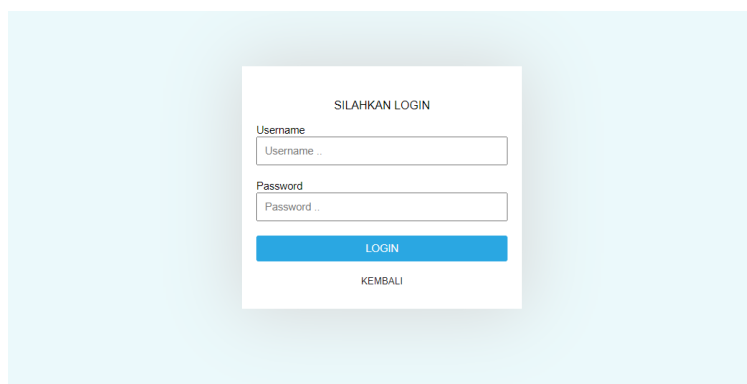 SILAHKAN LOGIN
Username
Username ..
Password
Password ..
LOGIN
KEMBALI